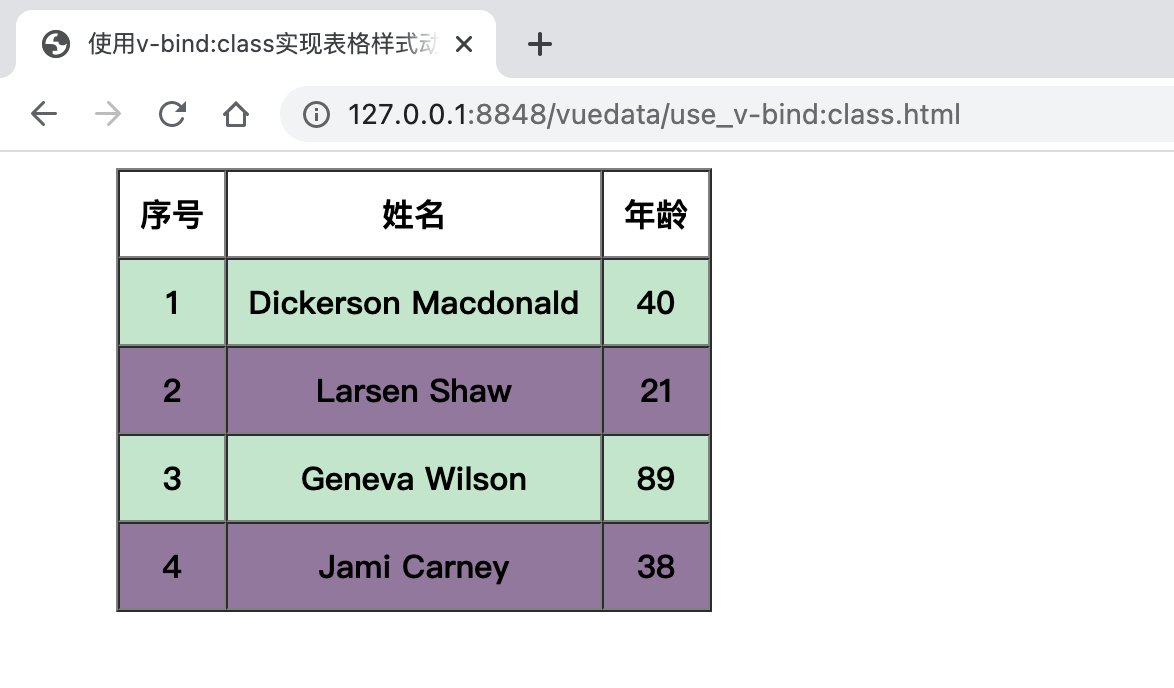 使用v-bind:class实现表格样式动
127.0.0.1:8848/vuedata/use_v-bind:class.html
序号 姓名 年龄
1 Dickerson Macdonald 40
2 Larsen Shaw 21
3 Geneva Wilson 89
4 Jami Carney 38